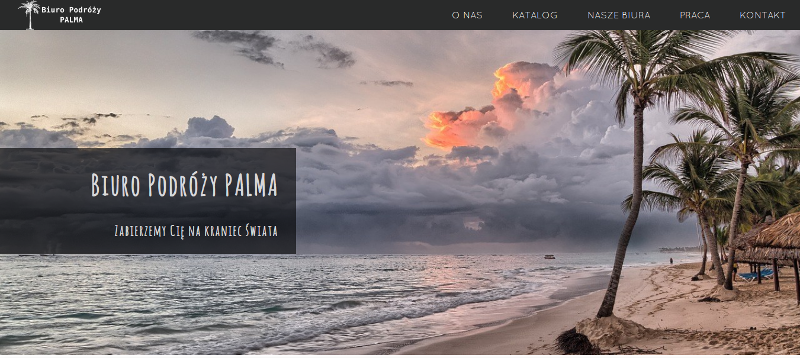 Biuro Podróży
PALMA
O NAS KATALOG NASZE BIURA PRACA KONTAKT
Biuro Podróży PALMA
Zabierzemy Cię na kraniec Świata